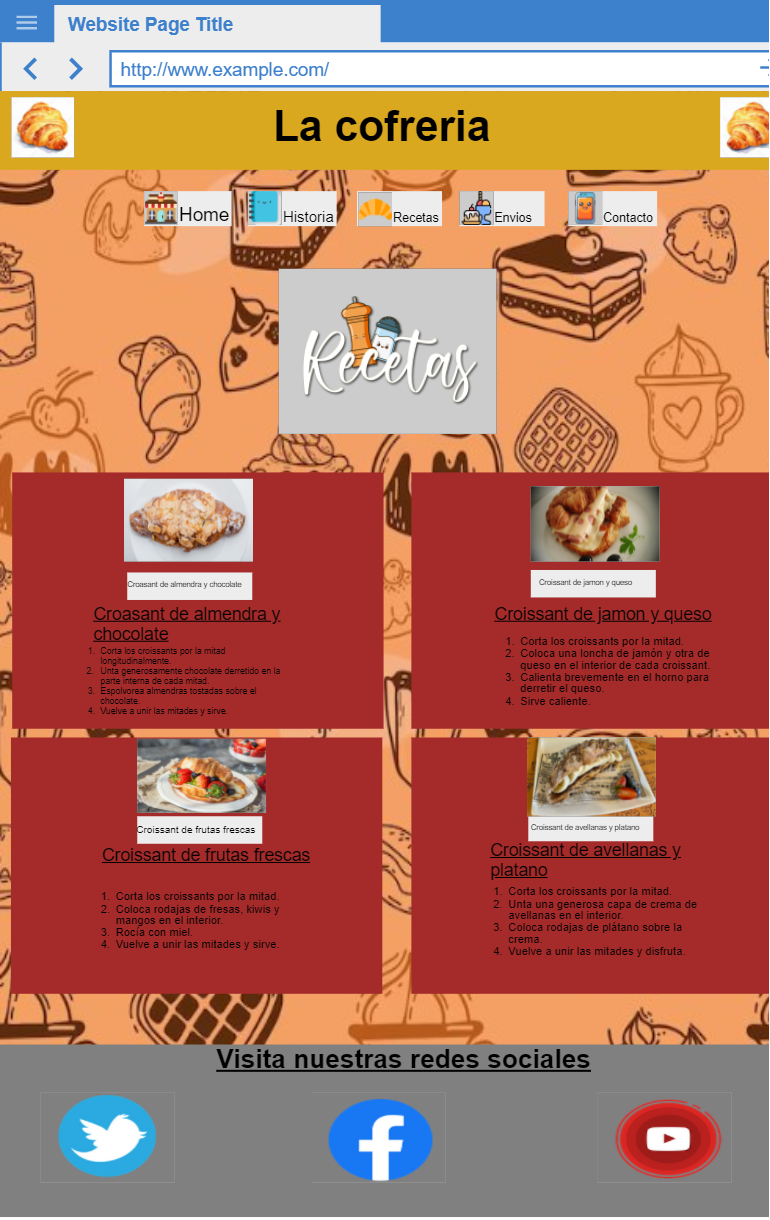 Website Page Title
http://www.example.com/
La cofreria
Home
Historia
Recetas
Envios
Contacto
Recetas
Croasant de almendra y chocolate
Croasant de almendra y
chocolate
1. Corta los croissants por la mitad
longitudinalmente.
2. Unta generosamente chocolate derretido en la
parte interna de cada mitad.
3. Espolvorea almendras tostadas sobre el
chocolate.
4. Vuelve a unir las mitades y sirve.
Croissant de jamon y queso
Croissant de jamon y queso
1. Corta los croissants por la mitad.
2. Coloca una loncha de jamón y otra de
queso en el interior de cada croissant.
3. Calienta brevemente en el horno para
derretir el queso.
4. Sirve caliente.
Croissant de frutas frescas
Croissant de frutas frescas
1. Corta los croissants por la mitad.
2. Coloca rodajas de fresas, kiwis y
mangos en el interior.
3. Rocía con miel.
4. Vuelve a unir las mitades y sirve.
Croissant de avellanas y platano
Croissant de avellanas y
platano
1. Corta los croissants por la mitad.
2. Unta una generosa capa de crema de
avellanas en el interior.
3. Coloca rodajas de plátano sobre la
crema.
4. Vuelve a unir las mitades y disfruta.
Visita nuestras redes sociales